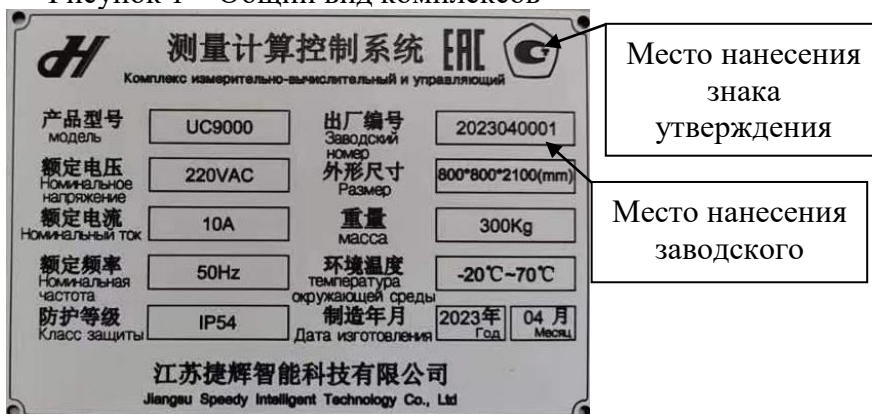 Рисунок 1 – Общий вид комплексов
测量计算控制系统 EAC
Комплекс измерительно-вычислительный и управляющий
Место нанесения
знака
утверждения
产品型号 UC9000 出厂编号 2023040001
модель Заводский
номер
额定电压 220VAC 外形尺寸 800*800*2100(mm)
Номинальное Размер
напряжение
Место нанесения
заводского
额定电流 10A 重量 300Kg
Номинальный ток масса
额定频率 50Hz 环境温度 -20℃~70℃
Номинальная температура
частота окружающей среды
防护等级 IP54 制造年月 2023年 04 月
Класс защиты Дата изготовления Год Месяц
江苏捷辉智能科技有限公司
Jiangsu Speedy Intelligent Technology Co., Ltd